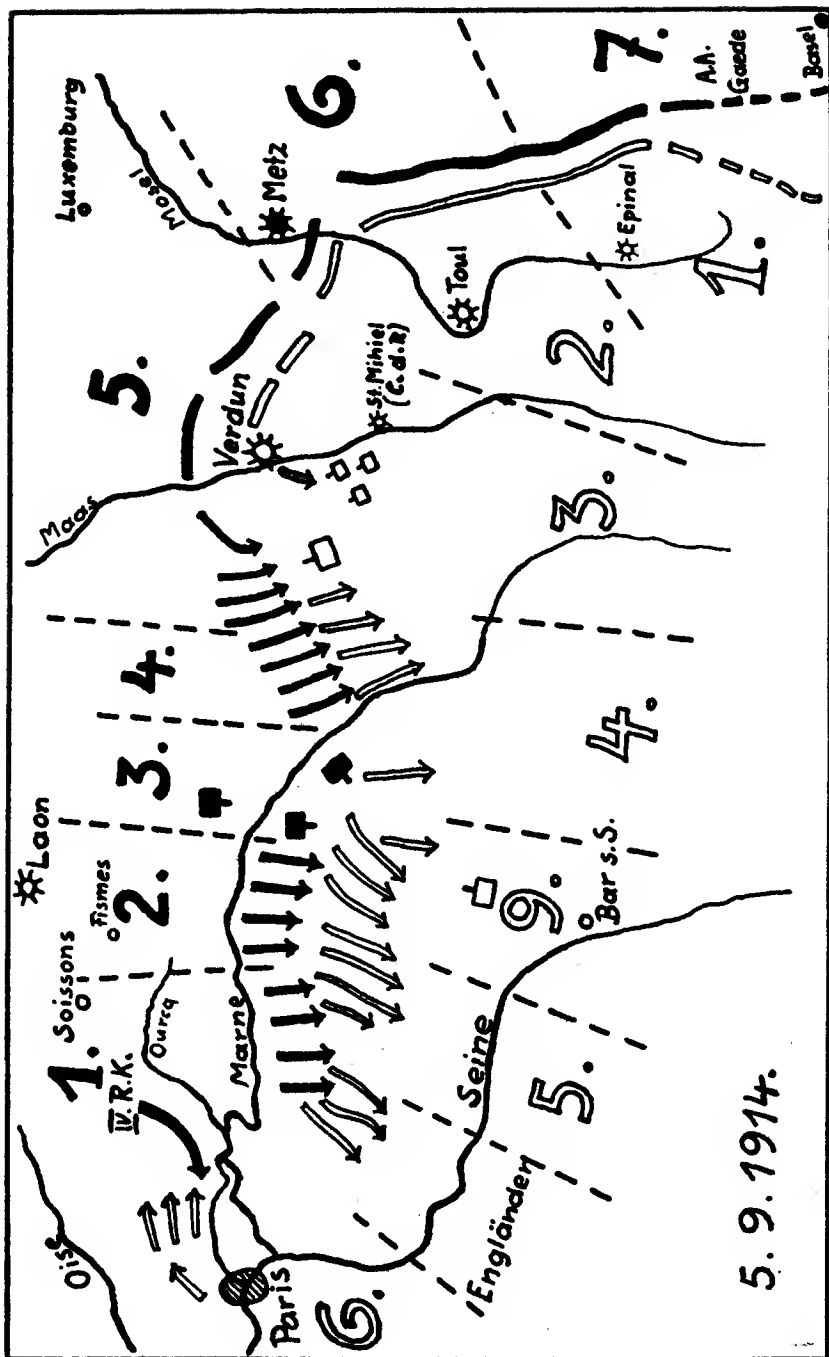 Luxemburg
Mosel
Metz
6.
7.
A.A.
Gaede
Basel
5.
Verdun
St. Mihiel
(C.d.R)
Toul
Epinal
1.
2.
Maas
3.
4.
3.
4.
Laon
Fismes
2.
Soissons
Ourcq
Marne
1.
IV. R.K.
9.
Bar s.S.
Seine
5.
Oise
Paris
6.
Engländer
5.9.1914.